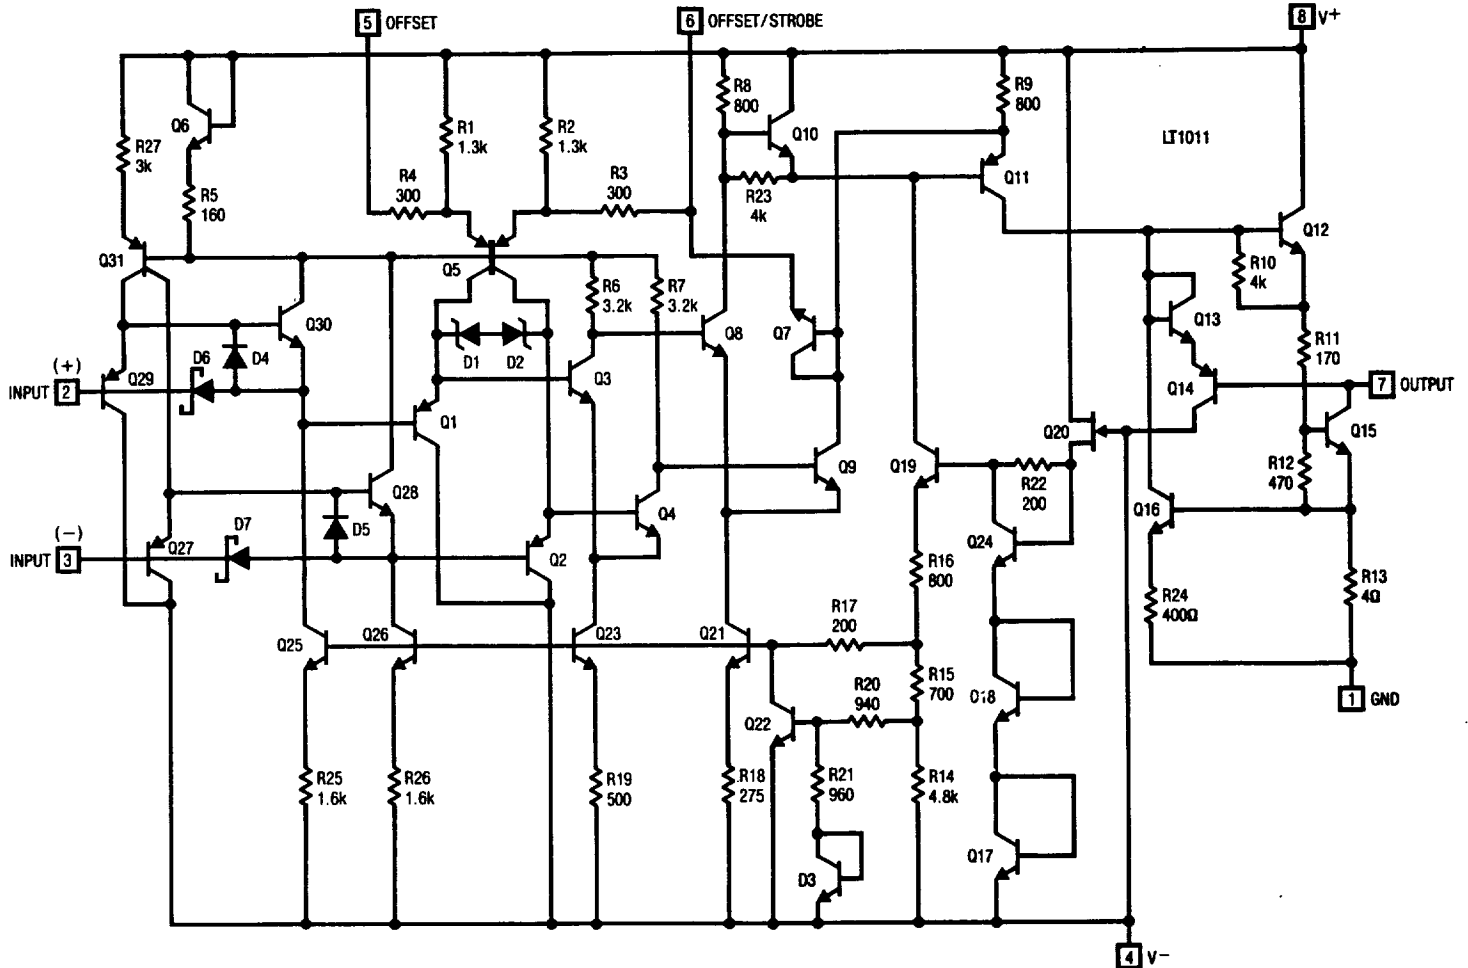 5 OFFSET
6 OFFSET/STROBE
8 V+
R8
800
R9
800
Q6
R1
1.3k
R2
1.3k
Q10
LT1011
R27
3k
R4
300
R3
300
R5
160
R23
4k
Q11
Q12
Q31
Q5
R6
3.2k
R7
3.2k
R10
4k
Q30
Q8
Q7
Q13
R11
170
(+)
INPUT 2
Q29
D6
D4
D1
D2
Q3
Q14
7 OUTPUT
Q1
Q20
Q15
Q28
Q9
Q19
R22
200
R12
470
D5
Q4
Q16
(-)
INPUT 3
Q27
D7
Q2
Q24
R16
800
R24
400Ω
R13
4Ω
R17
200
Q25
Q26
Q23
Q21
R15
700
R20
940
Q18
1 GND
Q22
R25
1.6k
R26
1.6k
R19
500
R18
275
R21
960
R14
4.8k
Q17
D3
4 V-